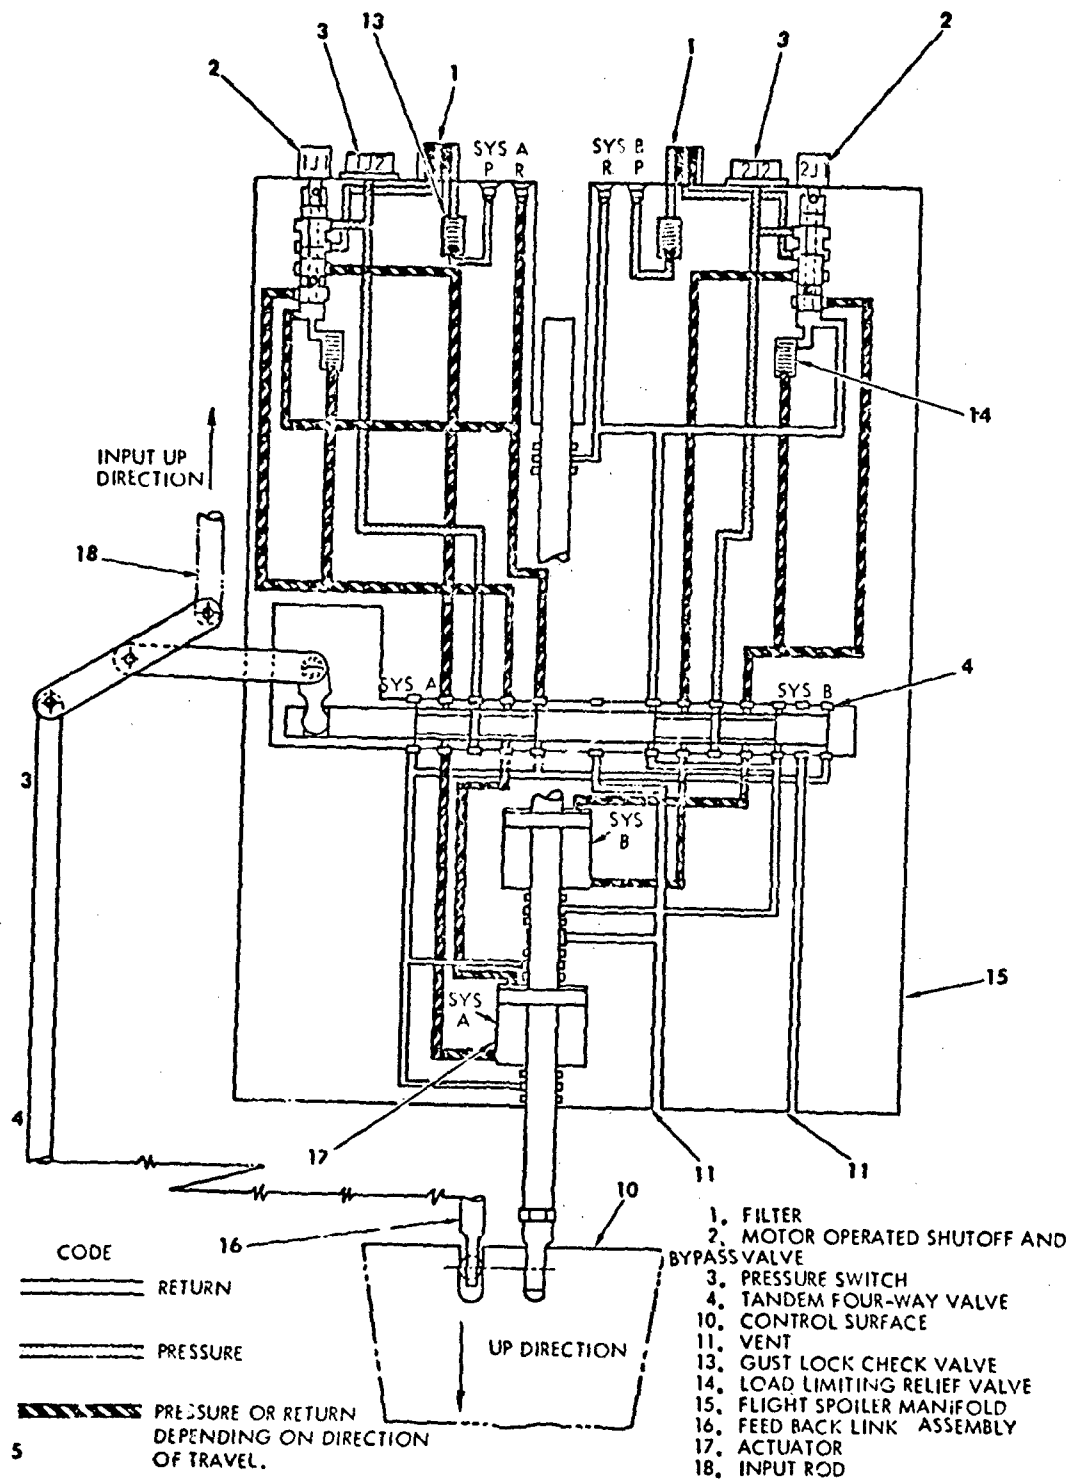 2
3
13
1
1
3
2
1J1
1J2
SYS A
P R
SYS B
R P
2J2
2J1
14
INPUT UP
DIRECTION
18
SYS A
SYS B
4
3
SYS
B
SYS
A
15
4
17
11
11
10
16
CODE
RETURN
PRESSURE
PRESSURE OR RETURN
DEPENDING ON DIRECTION
OF TRAVEL.
5
UP DIRECTION
1. FILTER
2. MOTOR OPERATED SHUTOFF AND
BYPASS VALVE
3. PRESSURE SWITCH
4. TANDEM FOUR-WAY VALVE
10. CONTROL SURFACE
11. VENT
13. GUST LOCK CHECK VALVE
14. LOAD LIMITING RELIEF VALVE
15. FLIGHT SPOILER MANIFOLD
16. FEED BACK LINK ASSEMBLY
17. ACTUATOR
18. INPUT ROD